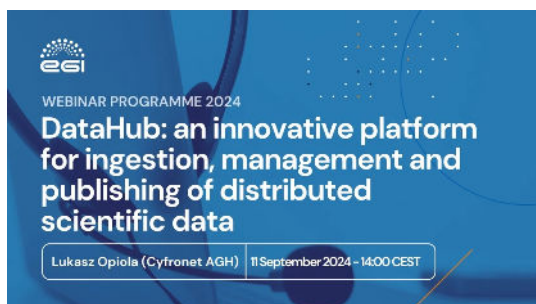 egi
WEBINAR PROGRAMME 2024
DataHub: an innovative platform
for ingestion, management and
publishing of distributed
scientific data
Lukasz Opiola (Cyfronet AGH) 11 September 2024 - 14:00 CEST